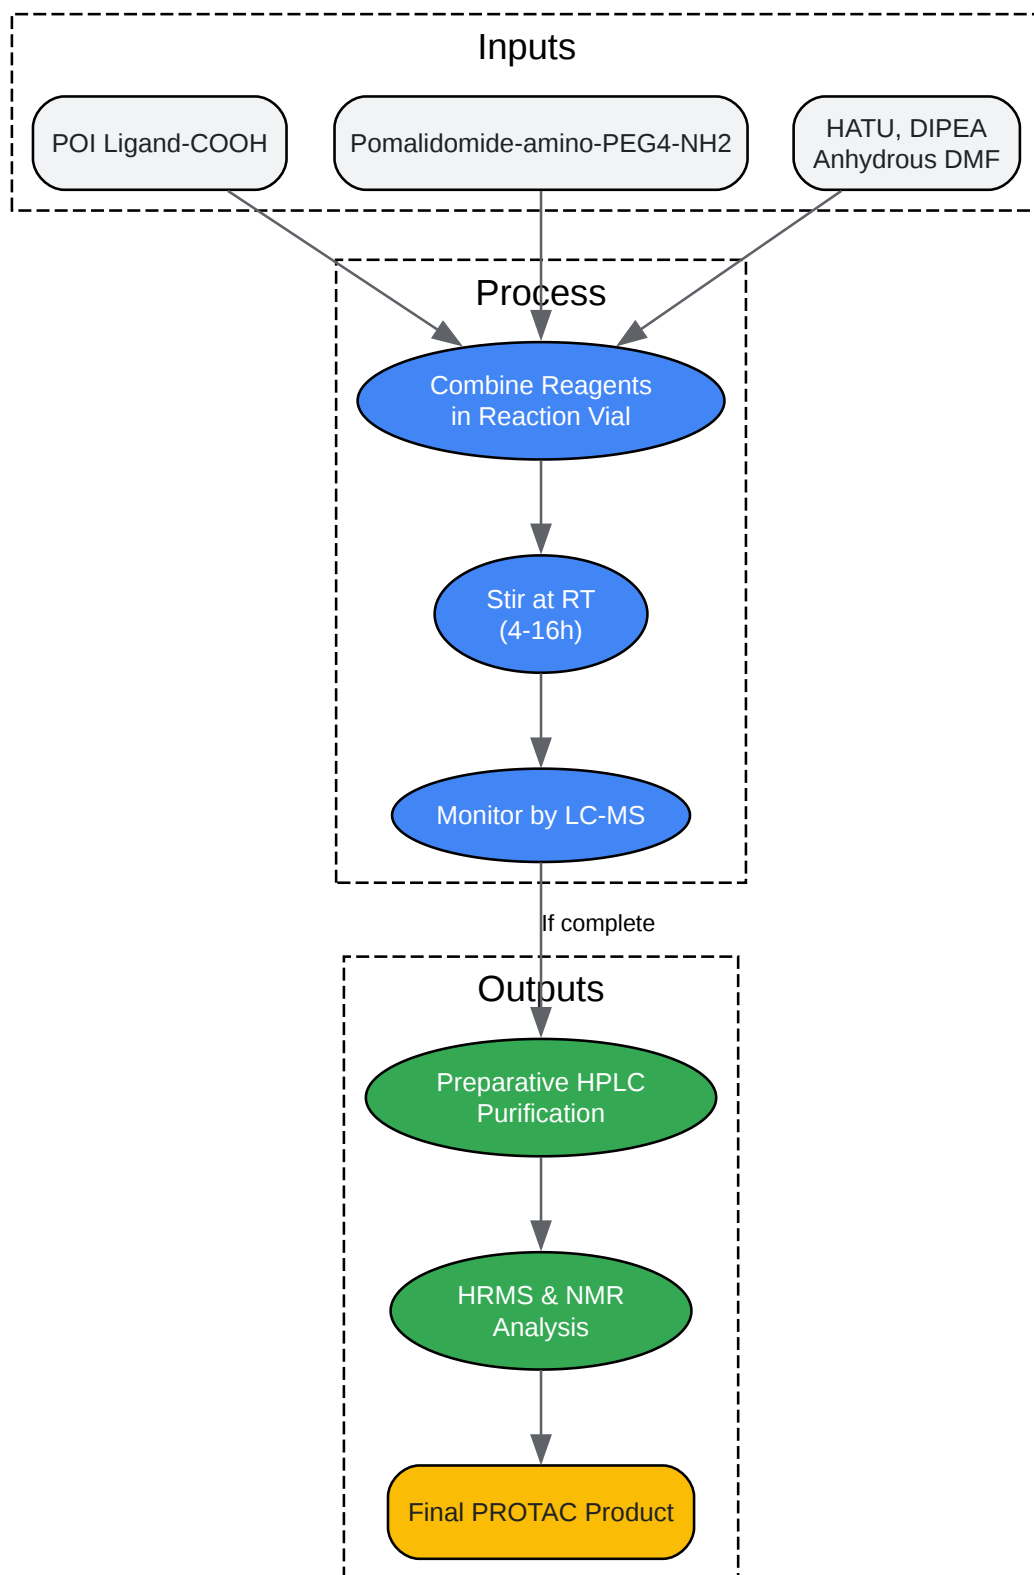 Inputs
POI Ligand-COOH
Pomalidomide-amino-PEG4-NH2
HATU, DIPEA
Anhydrous DMF
Process
Combine Reagents
in Reaction Vial
Stir at RT
(4-16h)
Monitor by LC-MS
If complete
Outputs
Preparative HPLC
Purification
HRMS & NMR
Analysis
Final PROTAC Product